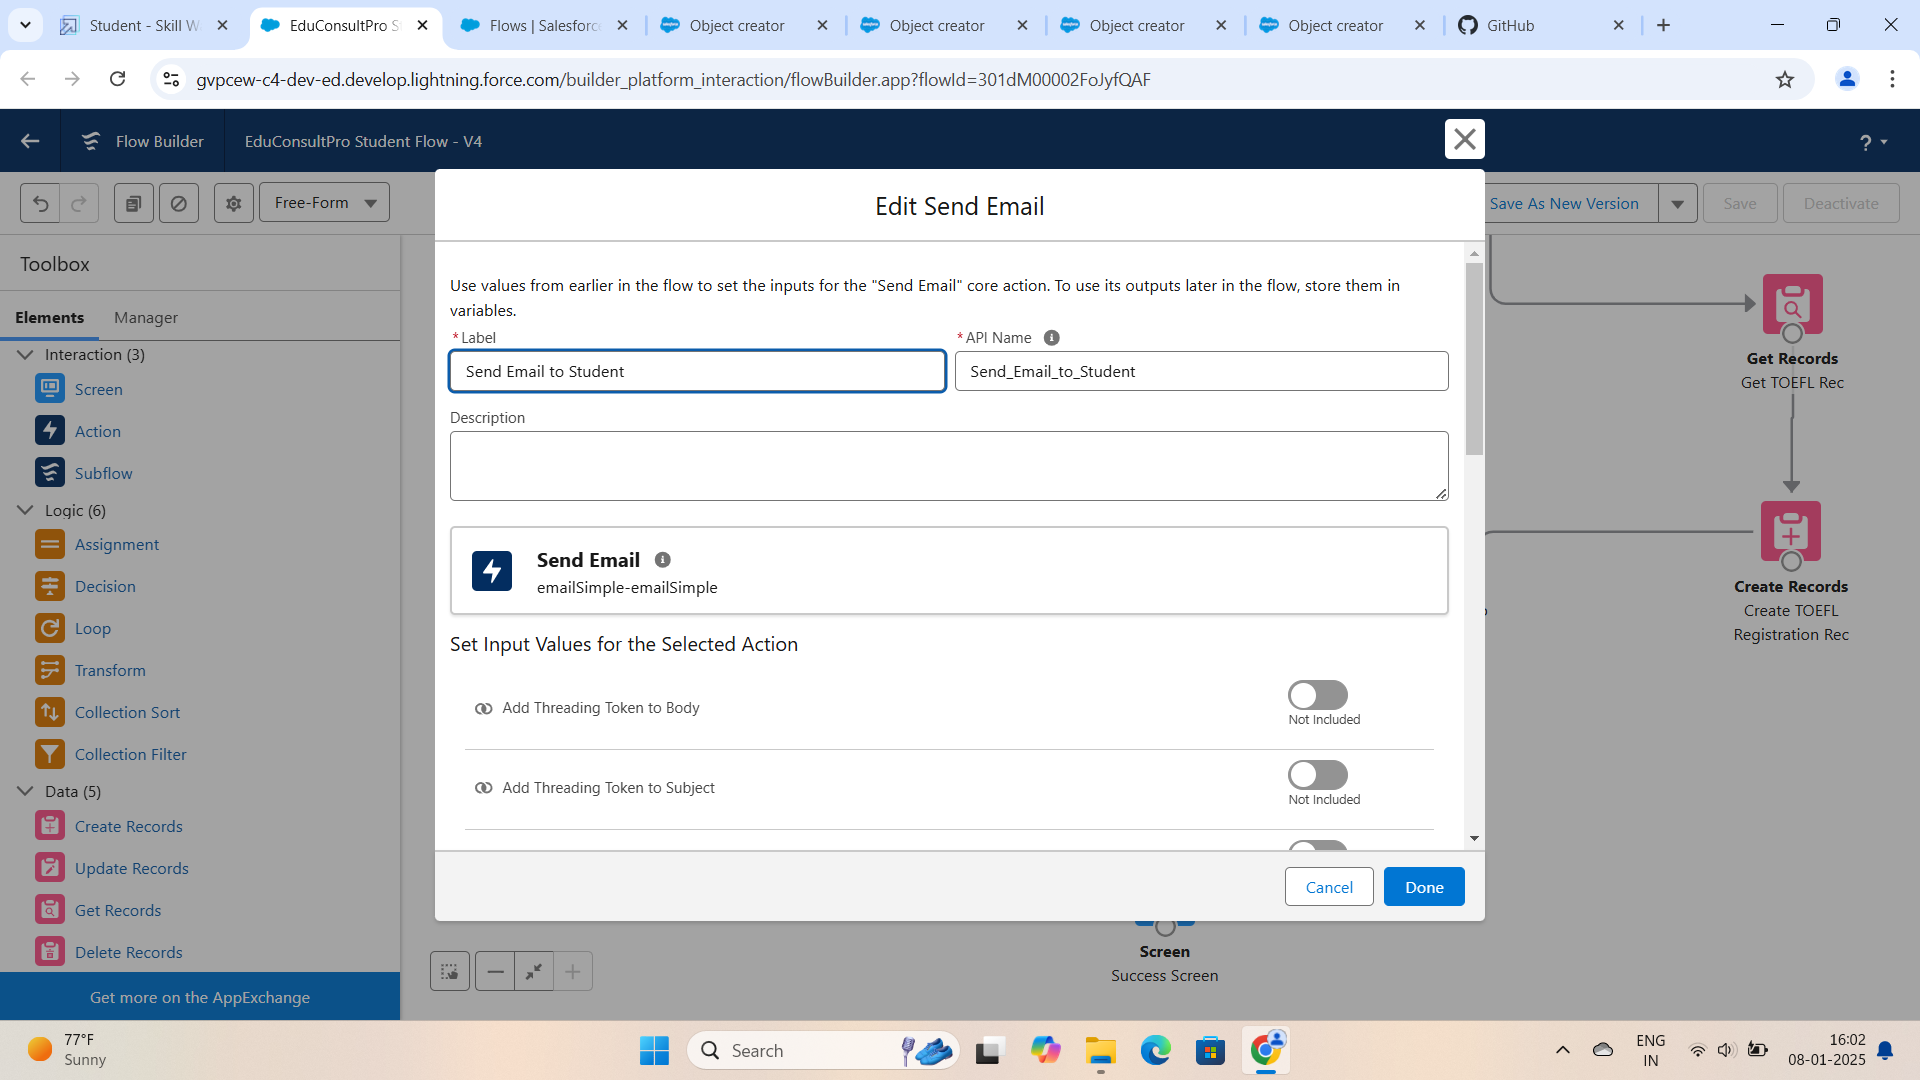 Student - Skill W
EduConsultPro S
Flows | Salesforc
Object creator
Object creator
Object creator
Object creator
GitHub
gvpcew-c4-dev-ed.develop.lightning.force.com/builder_platform_interaction/flowBuilder.app?flowId=301dM00002FoJyfQAF
Flow Builder
EduConsultPro Student Flow - V4
?
Free-Form
Save As New Version
Save
Deactivate
Toolbox
Elements
Manager
Interaction (3)
Screen
Action
Subflow
Logic (6)
Assignment
Decision
Loop
Transform
Collection Sort
Collection Filter
Data (5)
Create Records
Update Records
Get Records
Delete Records
Get more on the AppExchange
Edit Send Email
Use values from earlier in the flow to set the inputs for the "Send Email" core action. To use its outputs later in the flow, store them in
variables.
*Label
*API Name
Send Email to Student
Send_Email_to_Student
Description
Send Email
emailSimple-emailSimple
Set Input Values for the Selected Action
Add Threading Token to Body
Not Included
Add Threading Token to Subject
Not Included
Cancel
Done
Get Records
Get TOEFL Rec
Create Records
Create TOEFL
Registration Rec
Screen
Success Screen
77°F
Sunny
Search
ENG
IN
16:02
08-01-2025